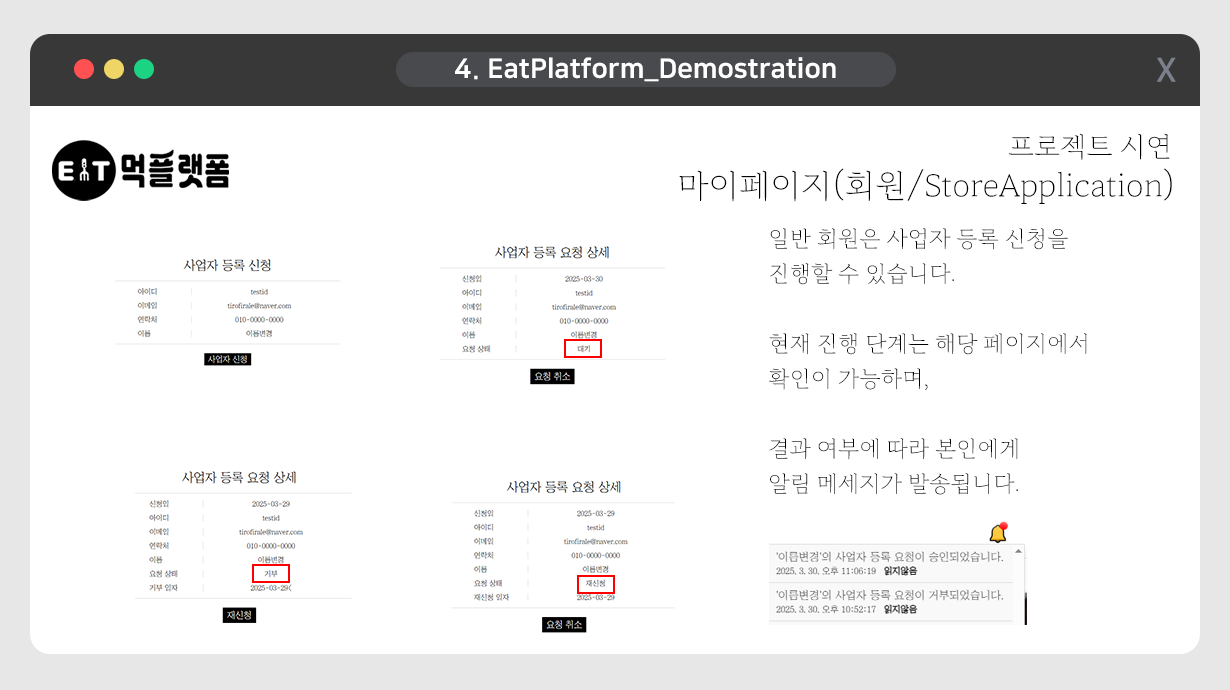 4. EatPlatform_Demostration
X
EAT 먹플랫폼
프로젝트 시연
마이페이지(회원/StoreApplication)
사업자 등록 신청
아이디 testid
이메일 tirofirale@naver.com
연락처 010-0000-0000
이름 이름변경
사업자 신청
사업자 등록 요청 상세
신청일 2025-03-30
아이디 testid
이메일 tirofirale@naver.com
연락처 010-0000-0000
이름 이름변경
요청 상태 대기
요청 취소
사업자 등록 요청 상세
신청일 2025-03-29
아이디 testid
이메일 tirofirale@naver.com
연락처 010-0000-0000
이름 이름변경
요청 상태 거부
거부 일자 2025-03-29(
재신청
사업자 등록 요청 상세
신청일 2025-03-29
아이디 testid
이메일 tirofirale@naver.com
연락처 010-0000-0000
이름 이름변경
요청 상태 재신청
재신청 일자 2025-03-29
요청 취소
일반 회원은 사업자 등록 신청을
진행할 수 있습니다.
현재 진행 단계는 해당 페이지에서
확인이 가능하며,
결과 여부에 따라 본인에게
알림 메세지가 발송됩니다.
'이름변경'의 사업자 등록 요청이 승인되었습니다.
2025. 3. 30. 오후 11:06:19 읽지않음
'이름변경'의 사업자 등록 요청이 거부되었습니다.
2025. 3. 30. 오후 10:52:17 읽지않음